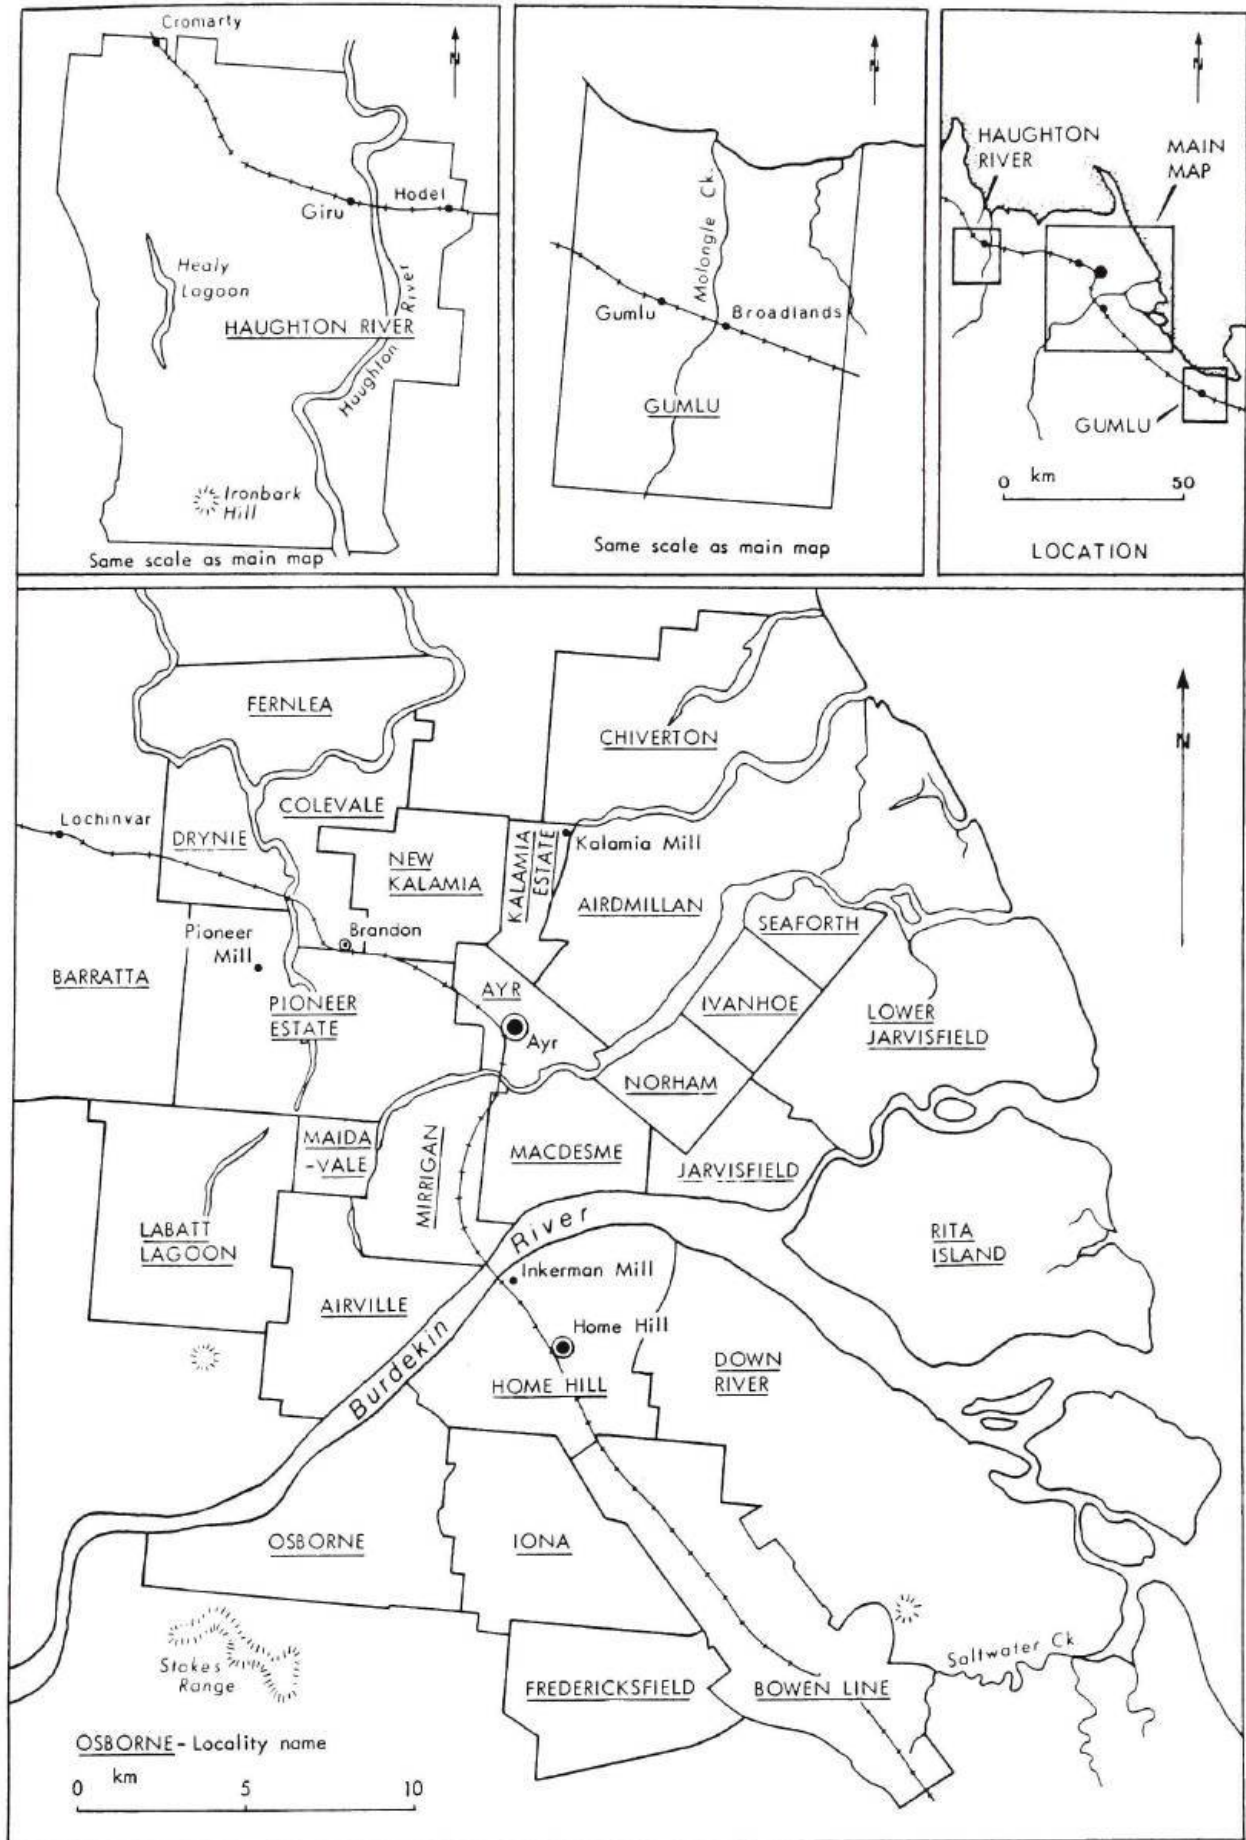 Cromarty
N
Giru
Hodel
Healy
Lagoon
HAUGHTON RIVER
Haughton River
Ironbark
Hill
Same scale as main map
N
Molongle Ck.
Gumlu
Broadlands
GUMLU
Same scale as main map
N
HAUGHTON
RIVER
MAIN
MAP
GUMLU
0 km 50
LOCATION
N
FERNLEA
CHIVERTON
COLEVALE
Lochinvar
DRYNIE
KALAMIA
ESTATE
Kalamia Mill
NEW
KALAMIA
AIRDMILLAN
SEAFORTH
Pioneer
Mill
Brandon
BARRATTA
PIONEER
ESTATE
AYR
Ayr
IVANHOE
LOWER
JARVISFIELD
NORHAM
MAIDA
-VALE
MIRRIGAN
MACDESME
JARVISFIELD
LABATT
LAGOON
RITA
ISLAND
Burdekin River
Inkerman Mill
AIRVILLE
Home Hill
HOME HILL
DOWN
RIVER
OSBORNE
IONA
Stokes
Range
Saltwater Ck
FREDERICKSFIELD
BOWEN LINE
OSBORNE - Locality name
km
0 5 10